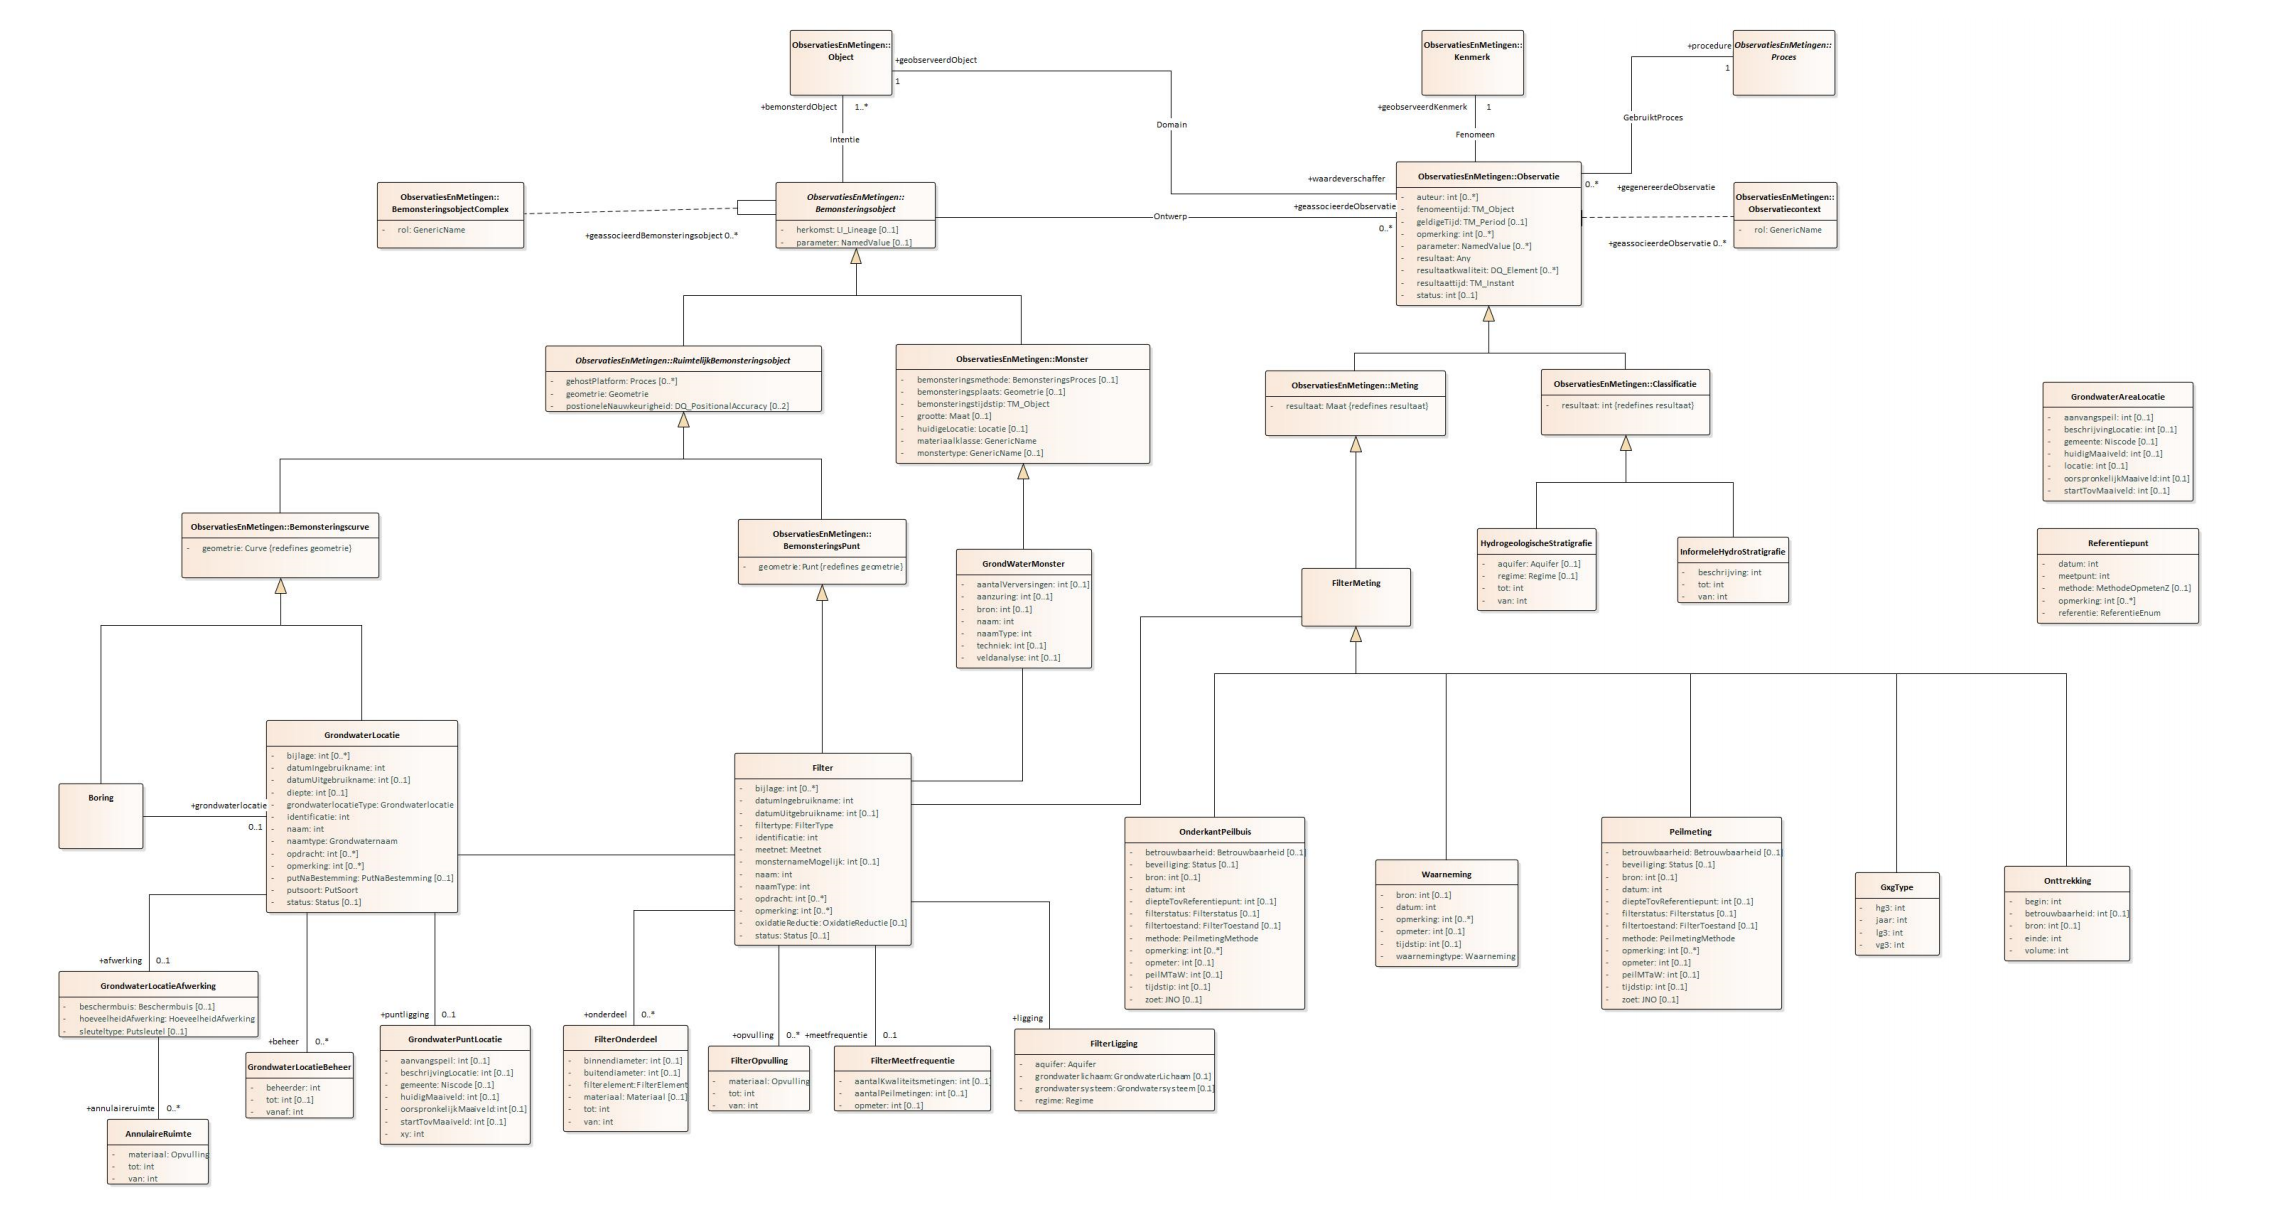 ObservatiesEnMetingen::
Object
ObservatiesEnMetingen::
Kenmerk
ObservatiesEnMetingen::
Proces
+procedure
1
+geobserveerdObject
1
+bemonsterdObject
1..*
Intentie
Domain
+geobserveerdKenmerk
1
Fenomeen
GebruiktProces
ObservatiesEnMetingen::
BemonsteringsobjectComplex
- rol: GenericName
+geassocieerdBemonsteringsobject 0..*
ObservatiesEnMetingen::
Bemonsteringsobject
- herkomst: LI_Lineage [0..1]
- parameter: NamedValue [0..1]
+waardeverschaffer
+geassocieerdeObservatie
Ontwerp
0..*
ObservatiesEnMetingen::Observatie
- auteur: int [0..*]
- fenomeentijd: TM_Object
- geldigeTijd: TM_Period [0..1]
- opmerking: int [0..*]
- parameter: NamedValue [0..*]
- resultaat: Any
- resultaatkwaliteit: DQ_Element [0..*]
- resultaattijd: TM_Instant
- status: int [0..1]
0..*
+gegenereerdeObservatie
ObservatiesEnMetingen::
Observatiecontext
- rol: GenericName
+geassocieerdeObservatie 0..*
ObservatiesEnMetingen::RuimtelijkBemonsteringsobject
- gehostPlatform: Proces [0..*]
- geometrie: Geometrie
- postioneleNauwkeurigheid: DQ_PositionalAccuracy [0..2]
ObservatiesEnMetingen::Monster
- bemonsteringsmethode: BemonsteringsProces [0..1]
- bemonsteringsplaats: Geometrie [0..1]
- bemonsteringstijdstip: TM_Object
- grootte: Maat [0..1]
- huidigeLocatie: Locatie [0..1]
- materiaalklasse: GenericName
- monstertype: GenericName [0..1]
ObservatiesEnMetingen::Meting
- resultaat: Maat {redefines resultaat}
ObservatiesEnMetingen::Classificatie
- resultaat: int {redefines resultaat}
GrondwaterAreaLocatie
- aanvangspeil: int [0..1]
- beschrijvingLocatie: int [0..1]
- gemeente: Niscode [0..1]
- huidigMaaiveld: int [0..1]
- locatie: int [0..1]
- oorspronkelijkMaaiveld: int [0..1]
- startTovMaaiveld: int [0..1]
ObservatiesEnMetingen::Bemonsteringscurve
- geometrie: Curve {redefines geometrie}
ObservatiesEnMetingen::
BemonsteringsPunt
- geometrie: Punt {redefines geometrie}
GrondWaterMonster
- aantalVerversingen: int [0..1]
- aanzuring: int [0..1]
- bron: int [0..1]
- naam: int
- naamType: int
- techniek: int [0..1]
- veldanalyse: int [0..1]
FilterMeting
HydrogeologischeStratigrafie
- aquifer: Aquifer [0..1]
- regime: Regime [0..1]
- tot: int
- van: int
InformeleHydroStratigrafie
- beschrijving: int
- tot: int
- van: int
Referentiepunt
- datum: int
- meetpunt: int
- methode: MethodeOpmetenZ [0..1]
- opmerking: int [0..*]
- referentie: ReferentieEnum
Boring
+grondwaterlocatie
0..1
GrondwaterLocatie
- bijlage: int [0..*]
- datumIngebruikname: int
- datumUitgebruikname: int [0..1]
- diepte: int [0..1]
- grondwaterlocatieType: Grondwaterlocatie
- identificatie: int
- naam: int
- naamtype: Grondwaternaam
- opdracht: int [0..*]
- opmerking: int [0..*]
- putNaBestemming: PutNaBestemming [0..1]
- putsoort: PutSoort
- status: Status [0..1]
Filter
- bijlage: int [0..*]
- datumIngebruikname: int
- datumUitgebruikname: int [0..1]
- filtertype: FilterType
- identificatie: int
- meetnet: Meetnet
- monsternameMogelijk: int [0..1]
- naam: int
- naamType: int
- opdracht: int [0..*]
- opmerking: int [0..*]
- oxidatieReductie: OxidatieReductie [0..1]
- status: Status [0..1]
OnderkantPeilbuis
- betrouwbaarheid: Betrouwbaarheid [0..1]
- beveiliging: Status [0..1]
- bron: int [0..1]
- datum: int
- diepteTovReferentiepunt: int [0..1]
- filterstatus: Filterstatus [0..1]
- filtertoestand: FilterToestand [0..1]
- methode: PeilmetingMethode
- opmerking: int [0..*]
- opmeter: int [0..1]
- peilMTaW: int [0..1]
- tijdstip: int [0..1]
- zoet: JNO [0..1]
Waarneming
- bron: int [0..1]
- datum: int
- opmerking: int [0..*]
- opmeter: int [0..1]
- tijdstip: int [0..1]
- waarnemingtype: Waarneming
Peilmeting
- betrouwbaarheid: Betrouwbaarheid [0..1]
- beveiliging: Status [0..1]
- bron: int [0..1]
- datum: int
- diepteTovReferentiepunt: int [0..1]
- filterstatus: Filterstatus [0..1]
- filtertoestand: FilterToestand [0..1]
- methode: PeilmetingMethode
- opmerking: int [0..*]
- opmeter: int [0..1]
- peilMTaW: int [0..1]
- tijdstip: int [0..1]
- zoet: JNO [0..1]
GxgType
- hg3: int
- jaar: int
- lg3: int
- vg3: int
Onttrekking
- begin: int
- betrouwbaarheid: int [0..1]
- bron: int [0..1]
- einde: int
- volume: int
+afwerking 0..1
GrondwaterLocatieAfwerking
- beschermbuis: Beschermbuis [0..1]
- hoeveelheidAfwerking: HoeveelheidAfwerking
- sleuteltype: Putsleutel [0..1]
+beheer 0..*
GrondwaterLocatieBeheer
- beheerder: int
- tot: int [0..1]
- vanaf: int
+puntligging 0..1
GrondwaterPuntLocatie
- aanvangspeil: int [0..1]
- beschrijvingLocatie: int [0..1]
- gemeente: Niscode [0..1]
- huidigMaaiveld: int [0..1]
- oorspronkelijkMaaiveld: int [0..1]
- startTovMaaiveld: int [0..1]
- xy: int
+onderdeel 0..*
FilterOnderdeel
- binnendiameter: int [0..1]
- buitendiameter: int [0..1]
- filterelement: FilterElement
- materiaal: Materiaal [0..1]
- tot: int
- van: int
+opvulling 0..*
FilterOpvulling
- materiaal: Opvulling
- tot: int
- van: int
+meetfrequentie 0..1
FilterMeetfrequentie
- aantalKwaliteitsmetingen: int [0..1]
- aantalPeilmetingen: int [0..1]
- opmeter: int [0..1]
+ligging
FilterLigging
- aquifer: Aquifer
- grondwaterlichaam: GrondwaterLichaam [0..1]
- grondwatersysteem: Grondwatersysteem [0..1]
- regime: Regime
+annulaireruimte 0..*
AnnulaireRuimte
- materiaal: Opvulling
- tot: int
- van: int